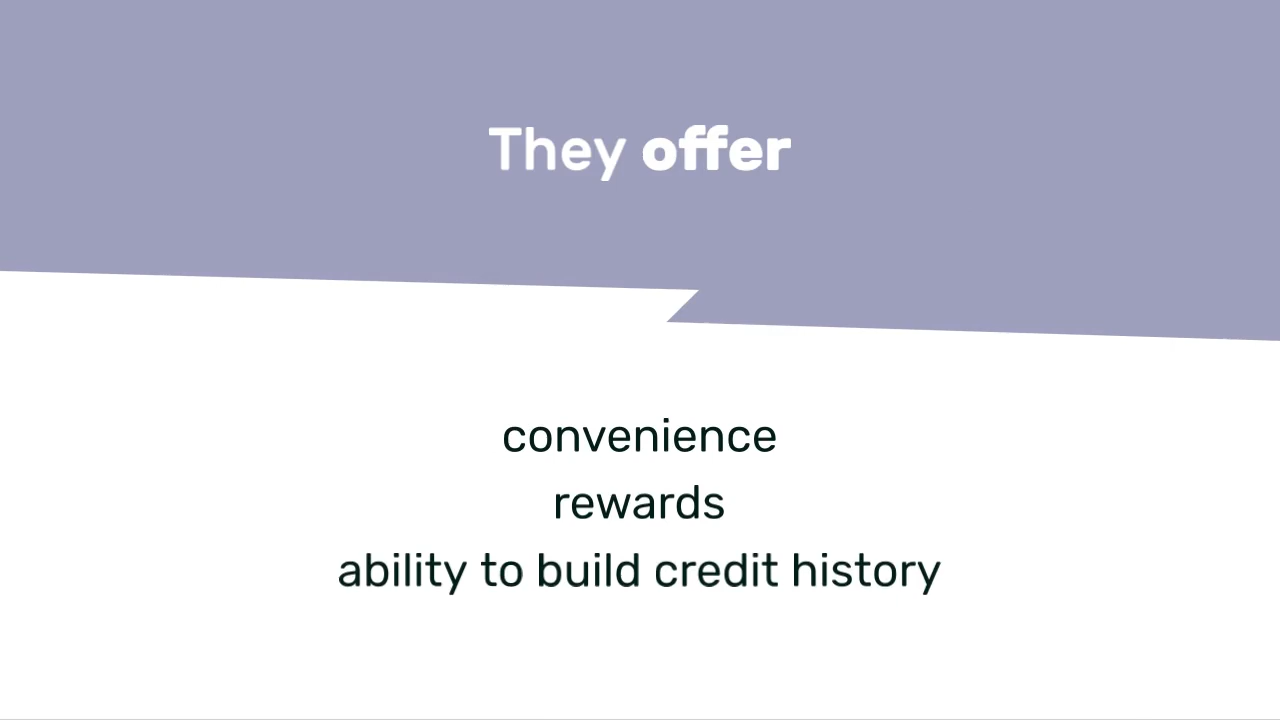 They offer
convenience
rewards
ability to build credit history